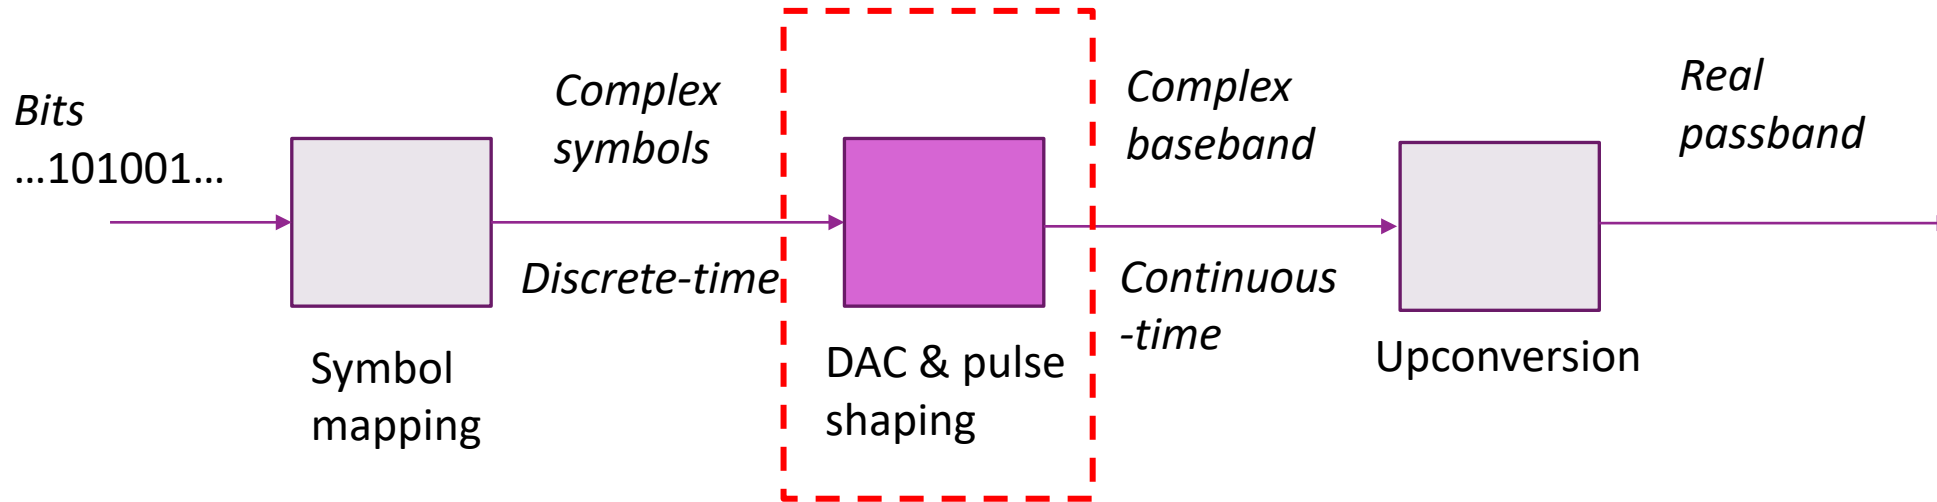 Bits
...101001...
Complex
symbols
Discrete-time
Symbol
mapping
DAC & pulse
shaping
Complex
baseband
Continuous
-time
Upconversion
Real
passband